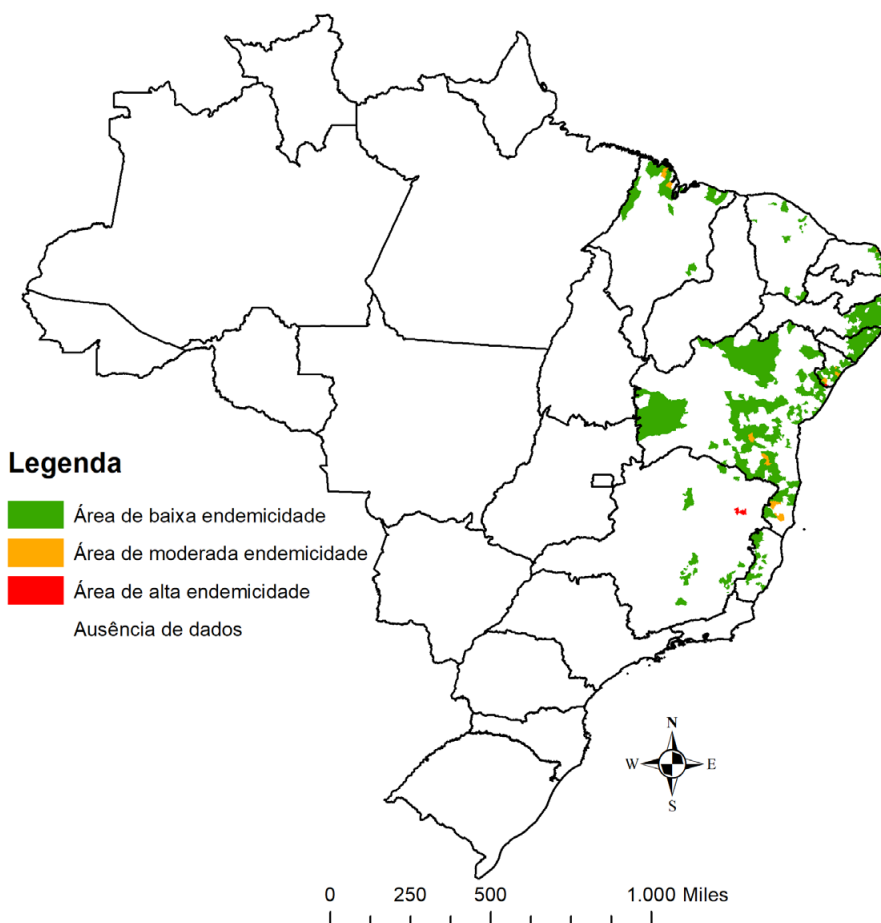 Legenda
Área de baixa endemicidade
Área de moderada endemicidade
Área de alta endemicidade
Ausência de dados
N
W E
S
0 250 500 1.000 Miles